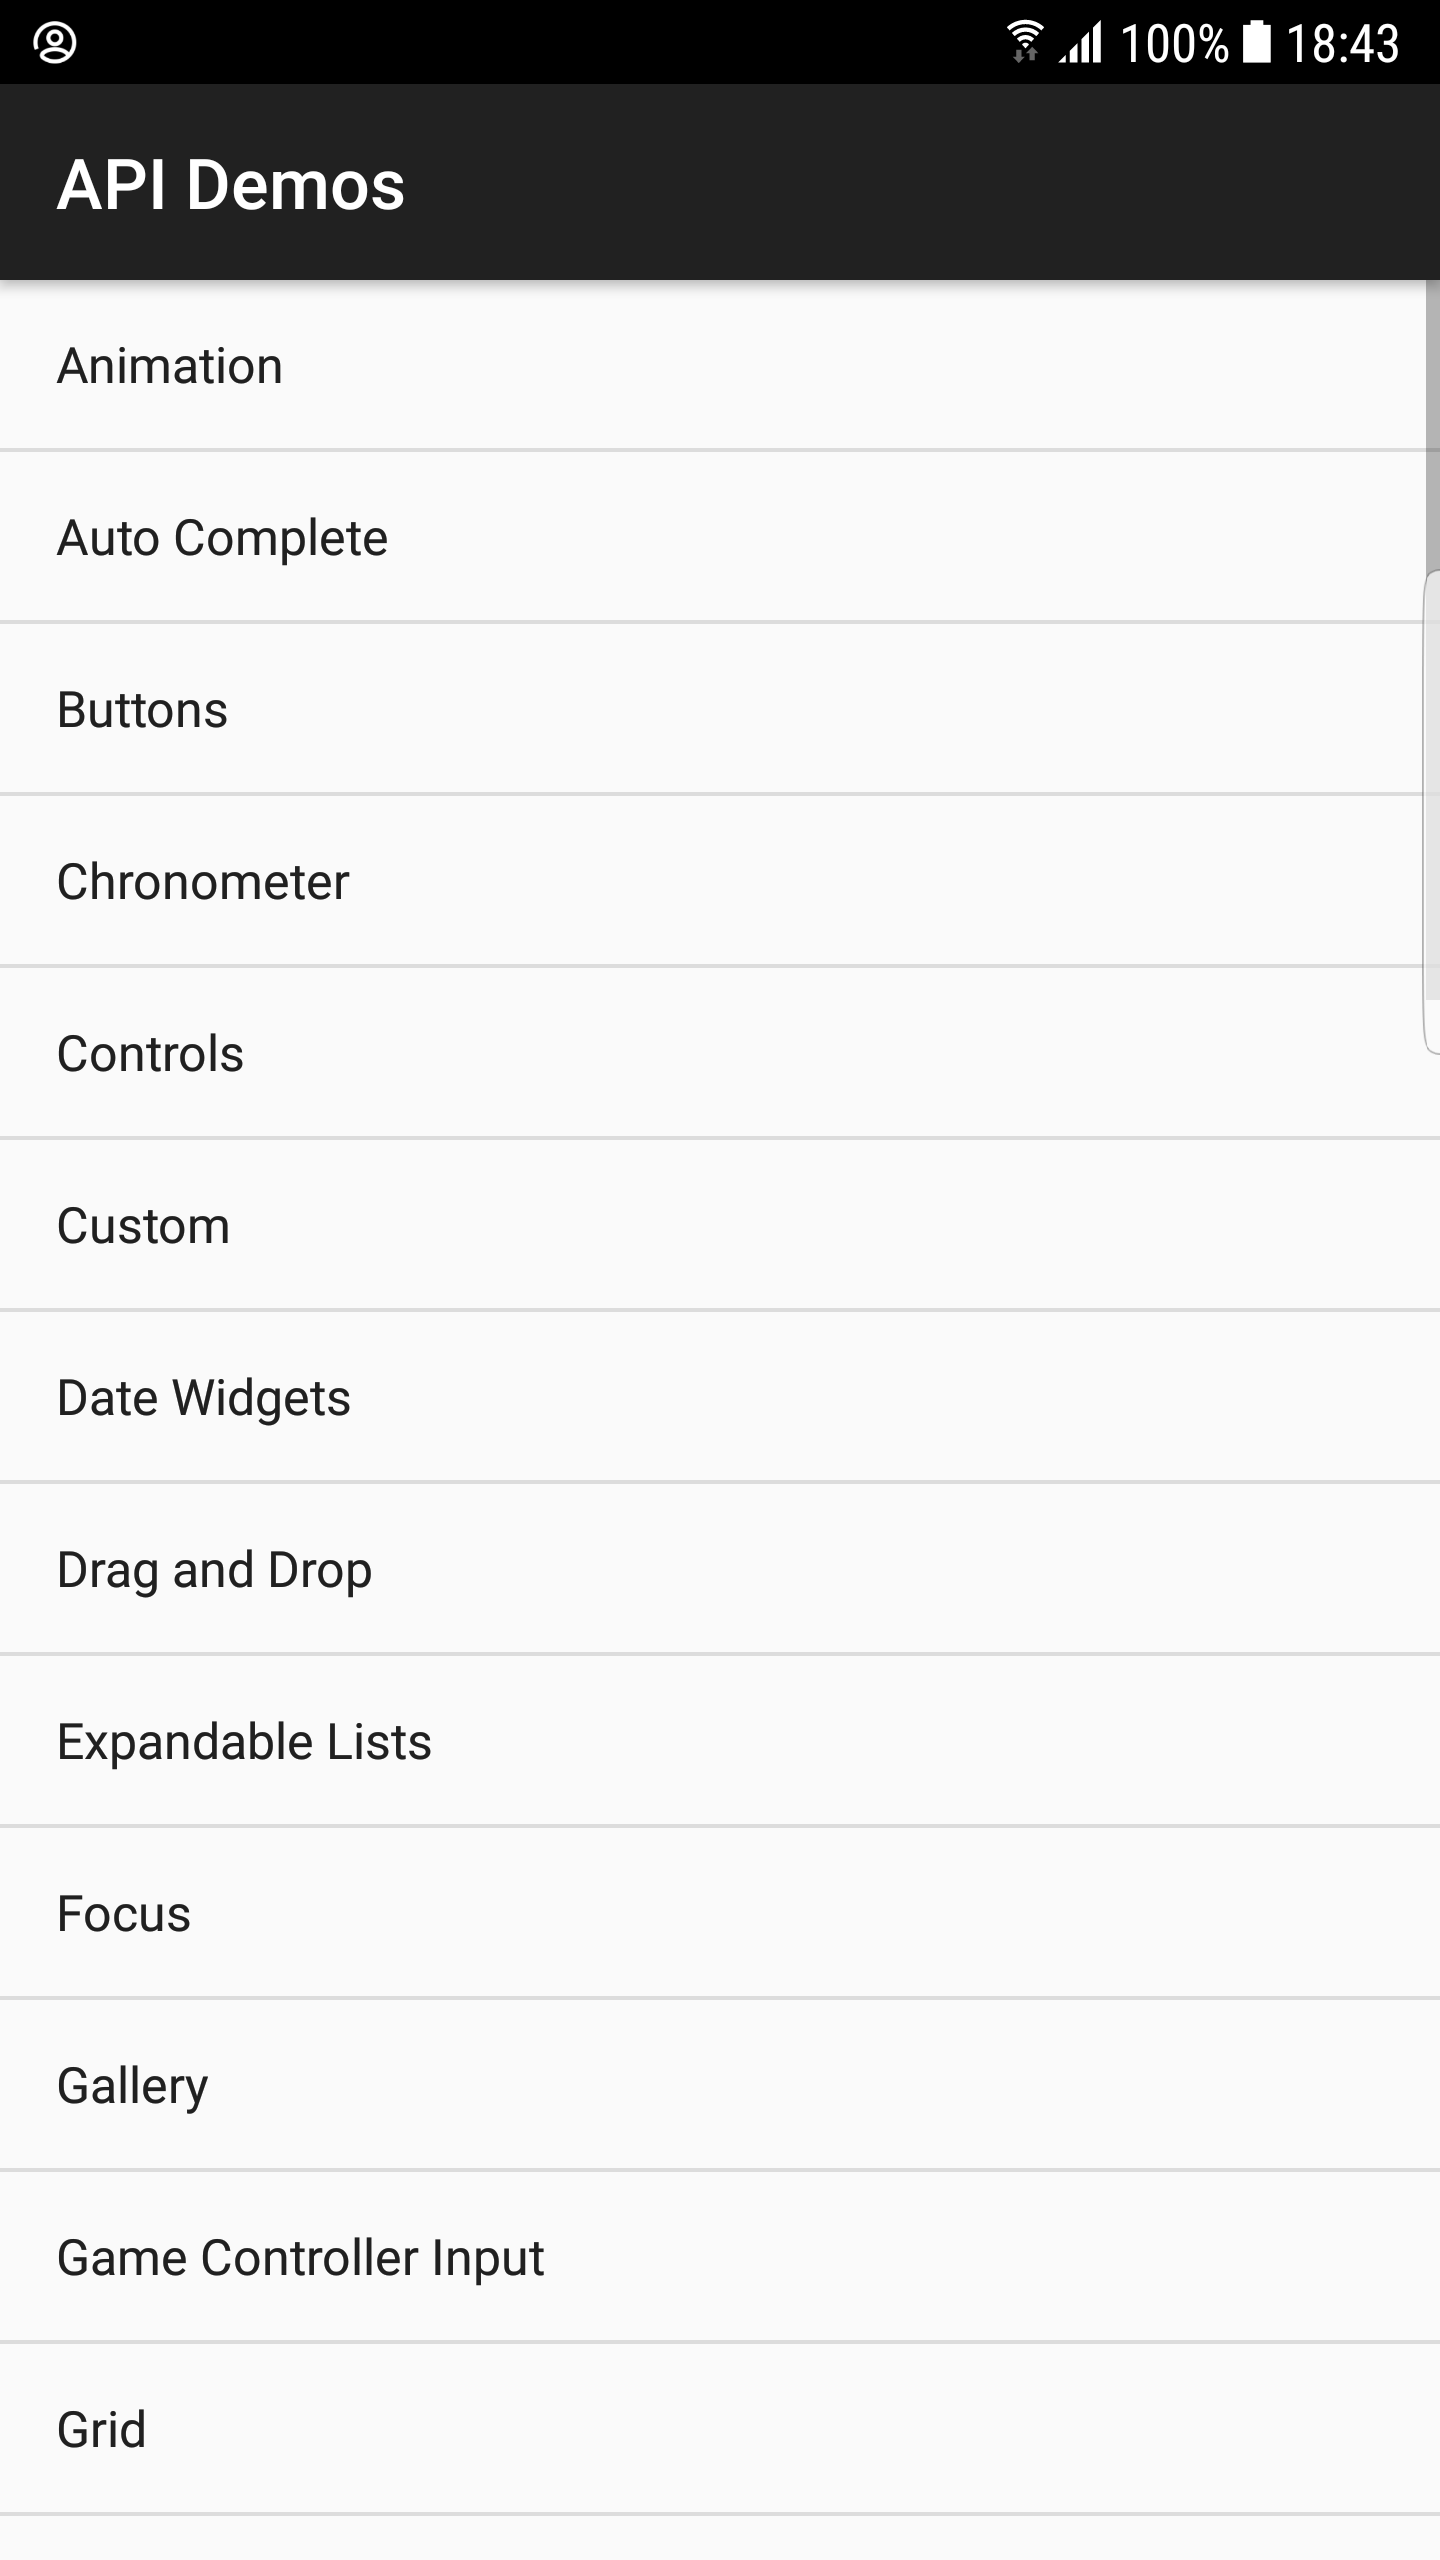 100% 18:43
API Demos
Animation
Auto Complete
Buttons
Chronometer
Controls
Custom
Date Widgets
Drag and Drop
Expandable Lists
Focus
Gallery
Game Controller Input
Grid